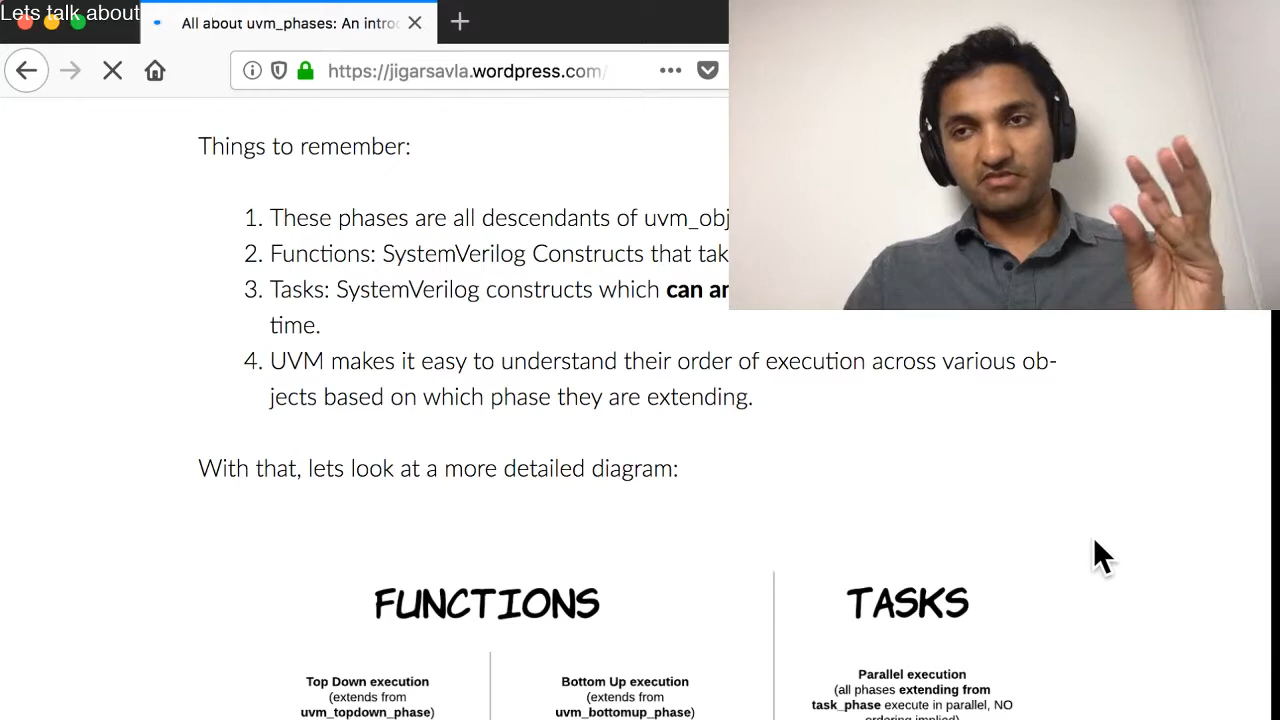 Lets talk about
All about uvm_phases: An intro
https://jigarsavla.wordpress.com/
Things to remember:
1. These phases are all descendants of uvm_obj
2. Functions: SystemVerilog Constructs that tak
3. Tasks: SystemVerilog constructs which can an
time.
4. UVM makes it easy to understand their order of execution across various ob-
jects based on which phase they are extending.
With that, lets look at a more detailed diagram:
FUNCTIONS
TASKS
Top Down execution
(extends from
uvm_topdown_phase)
Bottom Up execution
(extends from
uvm_bottomup_phase)
Parallel execution
(all phases extending from
task_phase execute in parallel, NO
ordering implied)